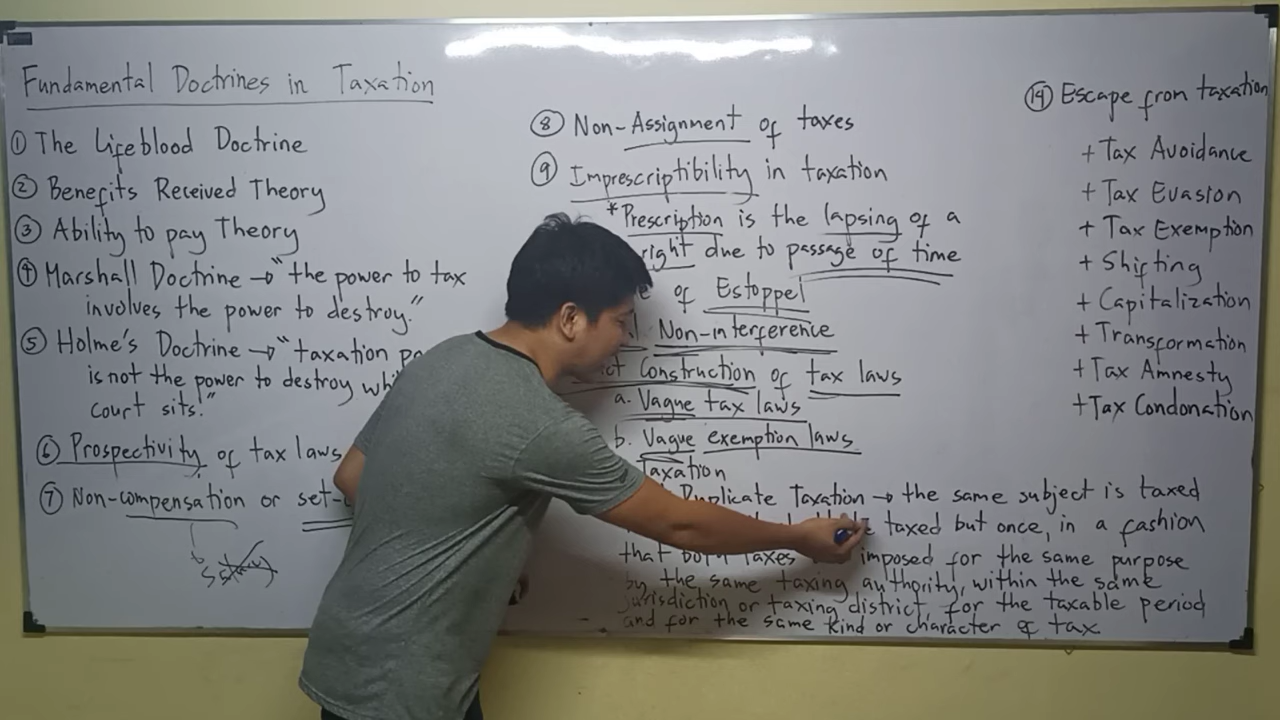 Fundamental Doctrines in Taxation
① The Lifeblood Doctrine
② Benefits Received Theory
③ Ability to pay Theory
④ Marshall Doctrine → "the power to tax
involves the power to destroy."
⑤ Holme's Doctrine → "taxation
is not the power to destroy
court sits."
⑥ Prospectivity of tax laws
⑦ Non-compensation or
⑧ Non-Assignment of taxes
⑨ Imprescriptibility in taxation
*Prescription is the lapsing of a
right due to passage of time
of Estoppel
Non-interference
Construction of tax laws
a. Vague tax laws
b. Vague exemption laws
Taxation
Duplicate Taxation → the same subject is taxed
taxed but once, in a fashion
that both taxes imposed for the same purpose
by the same taxing authority, within the same
jurisdiction or taxing district, for the taxable period
and for the same kind or character of tax
⑭ Escape from taxation
+ Tax Avoidance
+ Tax Evasion
+ Tax Exemption
+ Shifting
+ Capitalization
+ Transformation
+ Tax Amnesty
+ Tax Condonation